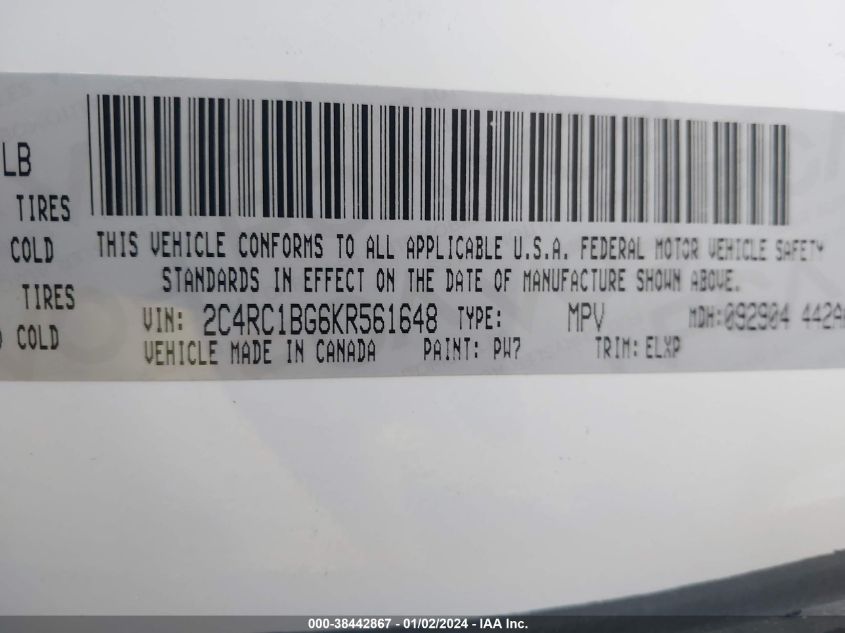 LB
TIRES
COLD
TIRES
COLD
THIS VEHICLE CONFORMS TO ALL APPLICABLE U.S.A. FEDERAL MOTOR VEHICLE SAFETY
STANDARDS IN EFFECT ON THE DATE OF MANUFACTURE SHOWN ABOVE.
VIN: 2C4RC1BG6KR561648 TYPE: MPV MDH:092904 442A
VEHICLE MADE IN CANADA PAINT: PW7 TRIM: ELXP
000-38442867 - 01/02/2024 - IAA Inc.